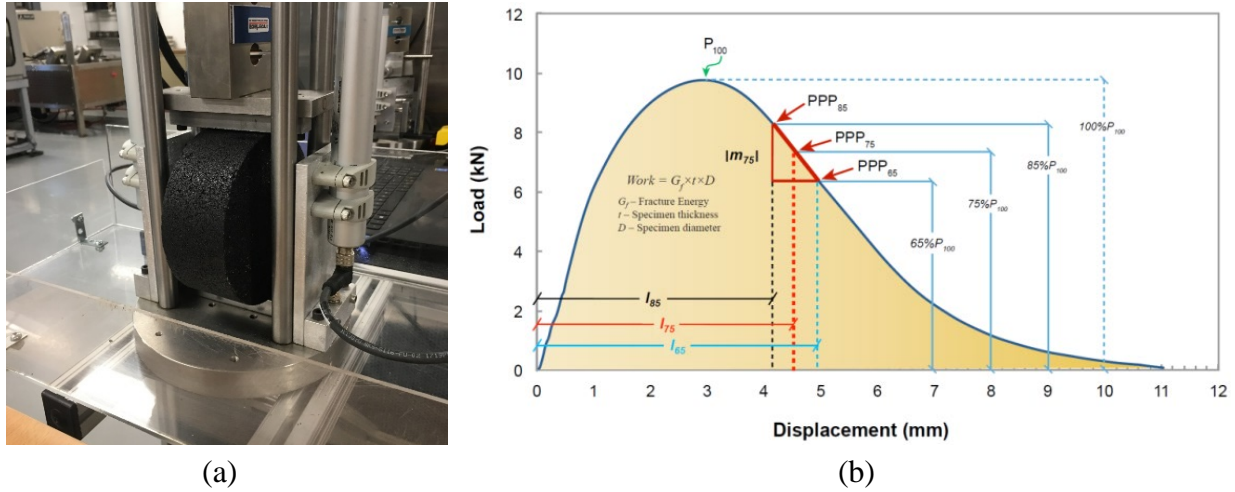 12
10
8
6
4
2
0
Load (kN)
P100
PPP85
PPP75
PPP65
|m75|
Work = Gf×t×D
Gf – Fracture Energy
t – Specimen thickness
D – Specimen diameter
100%P100
85%P100
75%P100
65%P100
l85
l75
l65
0 1 2 3 4 5 6 7 8 9 10 11 12
Displacement (mm)
(a) (b)